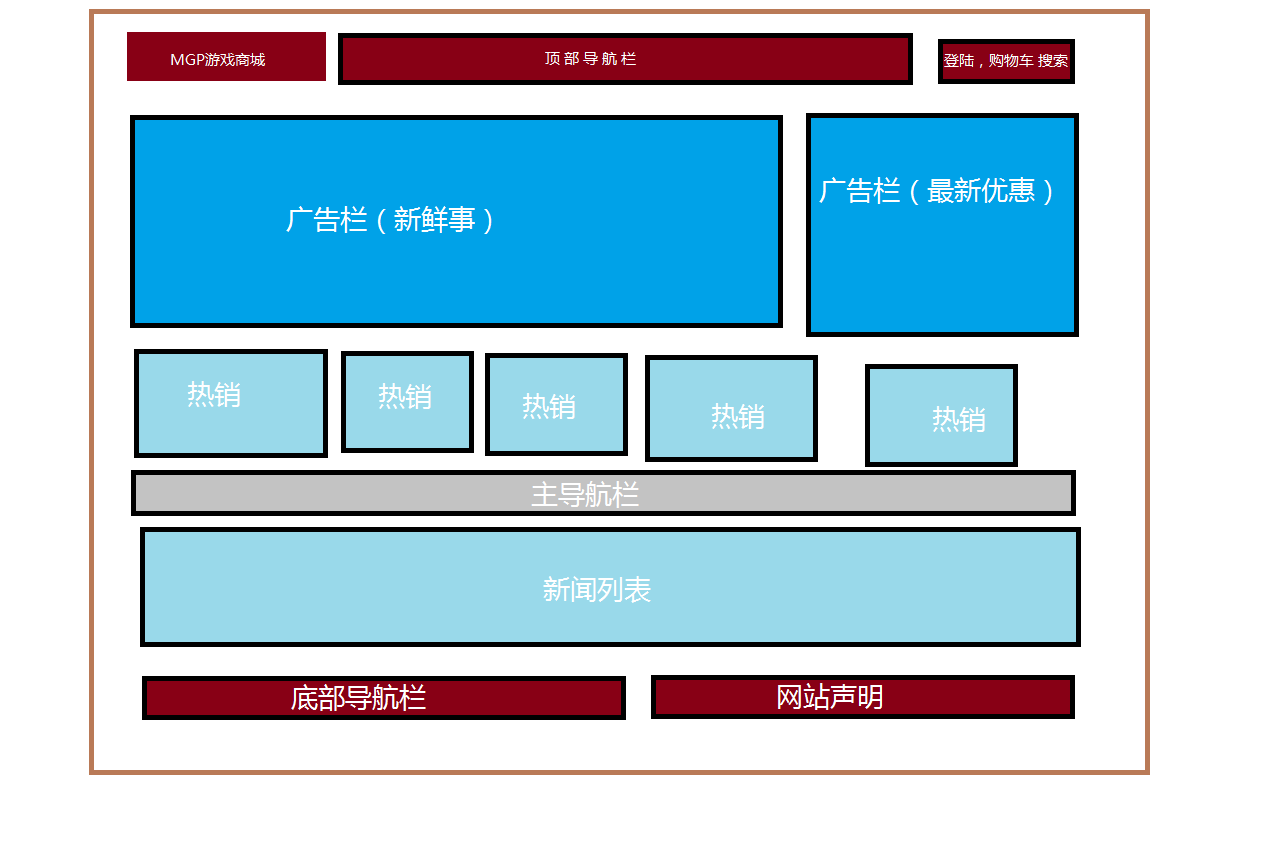 MGP游戏商城
顶部导航栏
登陆，购物车 搜索
广告栏（新鲜事）
广告栏（最新优惠）
热销
热销
热销
热销
热销
主导航栏
新闻列表
底部导航栏
网站声明